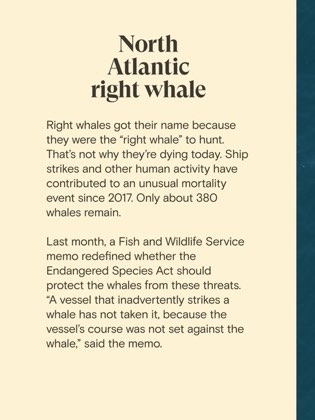 North
Atlantic
right whale
Right whales got their name because
they were the “right whale” to hunt.
That’s not why they’re dying today. Ship
strikes and other human activity have
contributed to an unusual mortality
event since 2017. Only about 380
whales remain.
Last month, a Fish and Wildlife Service
memo redefined whether the
Endangered Species Act should
protect the whales from these threats.
“A vessel that inadvertently strikes a
whale has not taken it, because the
vessel’s course was not set against the
whale,” said the memo.